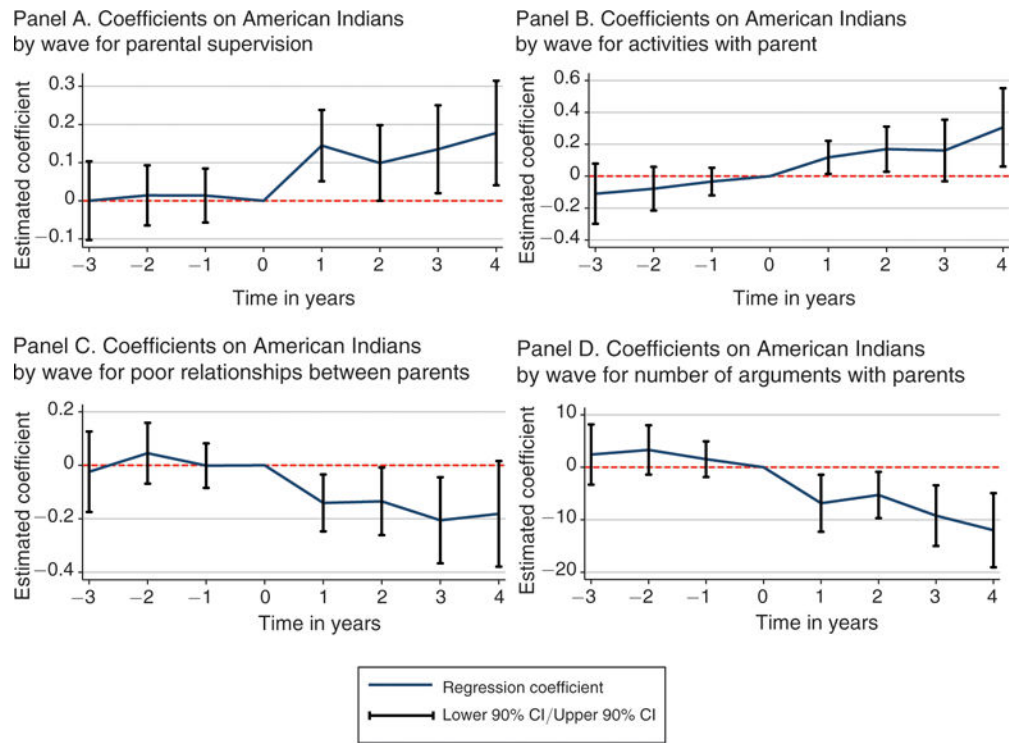 Panel A. Coefficients on American Indians
by wave for parental supervision
Estimated coefficient
0.3
0.2
0.1
0
−0.1
−3 −2 −1 0 1 2 3 4
Time in years
Panel B. Coefficients on American Indians
by wave for activities with parent
Estimated coefficient
0.6
0.4
0.2
0
−0.2
−0.4
−3 −2 −1 0 1 2 3 4
Time in years
Panel C. Coefficients on American Indians
by wave for poor relationships between parents
Estimated coefficient
0.2
0
−0.2
−0.4
−3 −2 −1 0 1 2 3 4
Time in years
Panel D. Coefficients on American Indians
by wave for number of arguments with parents
Estimated coefficient
10
0
−10
−20
−3 −2 −1 0 1 2 3 4
Time in years
Regression coefficient
Lower 90% CI/Upper 90% CI